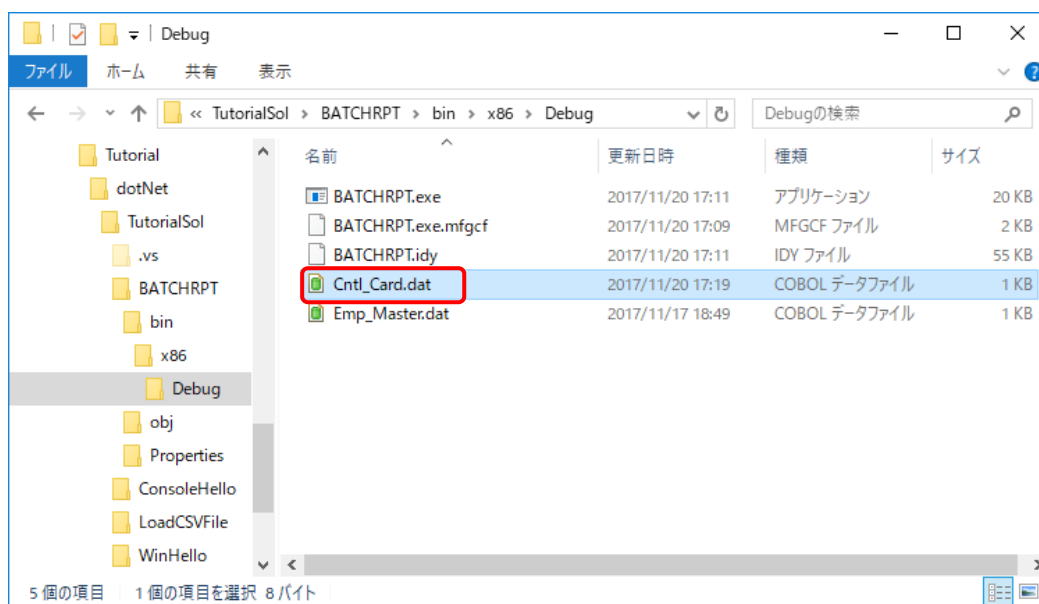 Debug
ファイル ホーム 共有 表示
« TutorialSol > BATCHRPT > bin > x86 > Debug Debugの検索
Tutorial
dotNet
TutorialSol
.vs
BATCHRPT
bin
x86
Debug
obj
Properties
ConsoleHello
LoadCSVFile
WinHello
名前 更新日時 種類 サイズ
BATCHRPT.exe 2017/11/20 17:11 アプリケーション 20 KB
BATCHRPT.exe.mfgcf 2017/11/20 17:09 MFGCF ファイル 2 KB
BATCHRPT.idy 2017/11/20 17:11 IDY ファイル 55 KB
Cntl_Card.dat 2017/11/20 17:19 COBOL データファイル 1 KB
Emp_Master.dat 2017/11/17 18:49 COBOL データファイル 1 KB
5 個の項目 1 個の項目を選択 8 バイト